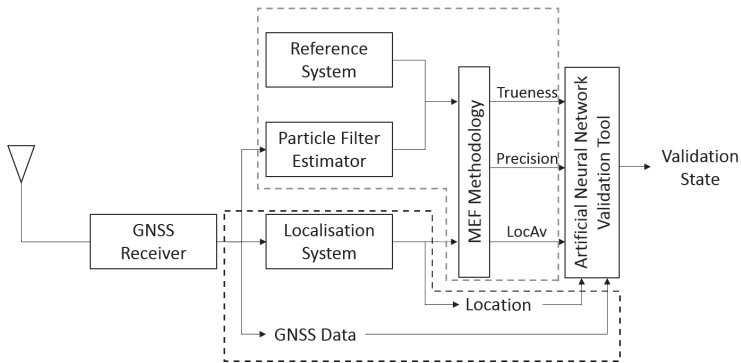 Reference
System
Particle Filter
Estimator
GNSS
Receiver
Localisation
System
MEF Methodology
Trueness
Precision
LocAv
Artificial Neural Network
Validation Tool
Validation
State
Location
GNSS Data